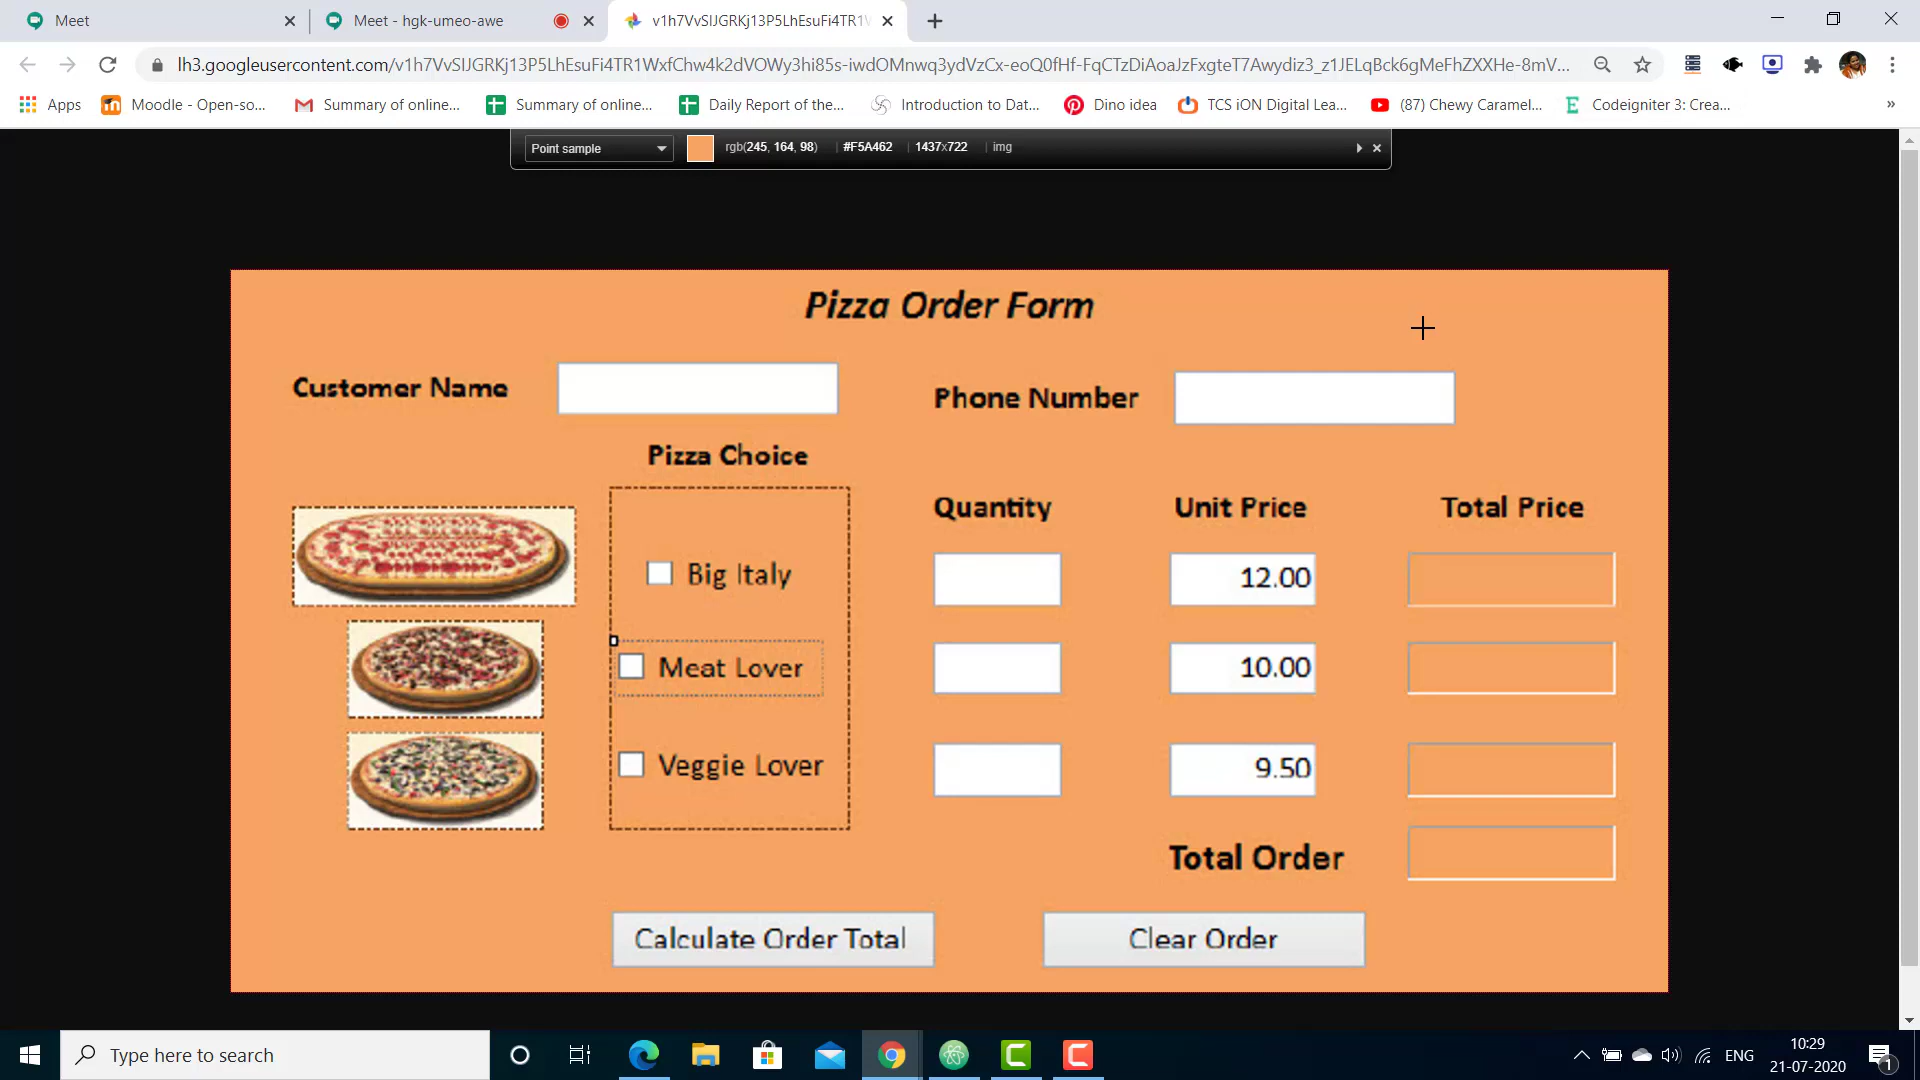 Meet
Meet - hgk-umeo-awe
v1h7VvSIJGRKj13P5LhEsuFi4TR1V
lh3.googleusercontent.com/v1h7VvSIJGRKj13P5LhEsuFi4TR1WxfChw4k2dVOWy3hi85s-iwdOMnwq3ydVzCx-eoQ0fHf-FqCTzDiAoaJzFxgteT7Awydiz3_z1JELqBck6gMeFhZXXHe-8mV...
Apps
Moodle - Open-so...
Summary of online...
Summary of online...
Daily Report of the...
Introduction to Dat...
Dino idea
TCS iON Digital Lea...
(87) Chewy Caramel...
Codeigniter 3: Crea...
»
Point sample
rgb(245, 164, 98) | #F5A462 | 1437x722 | img
Pizza Order Form
Customer Name
Phone Number
Pizza Choice
Quantity Unit Price Total Price
Big Italy 12.00
Meat Lover 10.00
Veggie Lover 9.50
Total Order
Calculate Order Total Clear Order
Type here to search
ENG
10:29
21-07-2020
1